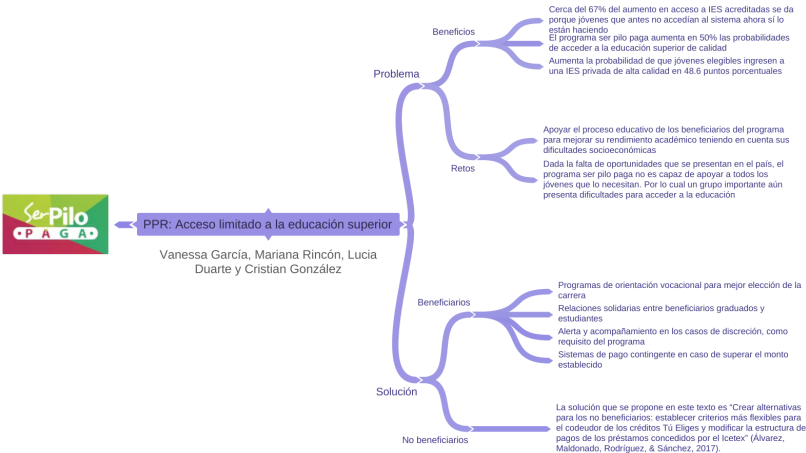 Ser Pilo
PAGA
PPR: Acceso limitado a la educación superior
Vanessa García, Mariana Rincón, Lucia
Duarte y Cristian González
Problema
Beneficios
Cerca del 67% del aumento en acceso a IES acreditadas se da
porque jóvenes que antes no accedían al sistema ahora sí lo
están haciendo
El programa ser pilo paga aumenta en 50% las probabilidades
de acceder a la educación superior de calidad
Aumenta la probabilidad de que jóvenes elegibles ingresen a
una IES privada de alta calidad en 48.6 puntos porcentuales
Retos
Apoyar el proceso educativo de los beneficiarios del programa
para mejorar su rendimiento académico teniendo en cuenta sus
dificultades socioeconómicas
Dada la falta de oportunidades que se presentan en el país, el
programa ser pilo paga no es capaz de apoyar a todos los
jóvenes que lo necesitan. Por lo cual un grupo importante aún
presenta dificultades para acceder a la educación
Solución
Beneficiarios
Programas de orientación vocacional para mejor elección de la
carrera
Relaciones solidarias entre beneficiarios graduados y
estudiantes
Alerta y acompañamiento en los casos de discreción, como
requisito del programa
Sistemas de pago contingente en caso de superar el monto
establecido
No beneficiarios
La solución que se propone en este texto es "Crear alternativas
para los no beneficiarios: establecer criterios más flexibles para
el codeudor de los créditos Tú Eliges y modificar la estructura de
pagos de los préstamos concedidos por el Icetex" (Álvarez,
Maldonado, Rodríguez, & Sánchez, 2017).